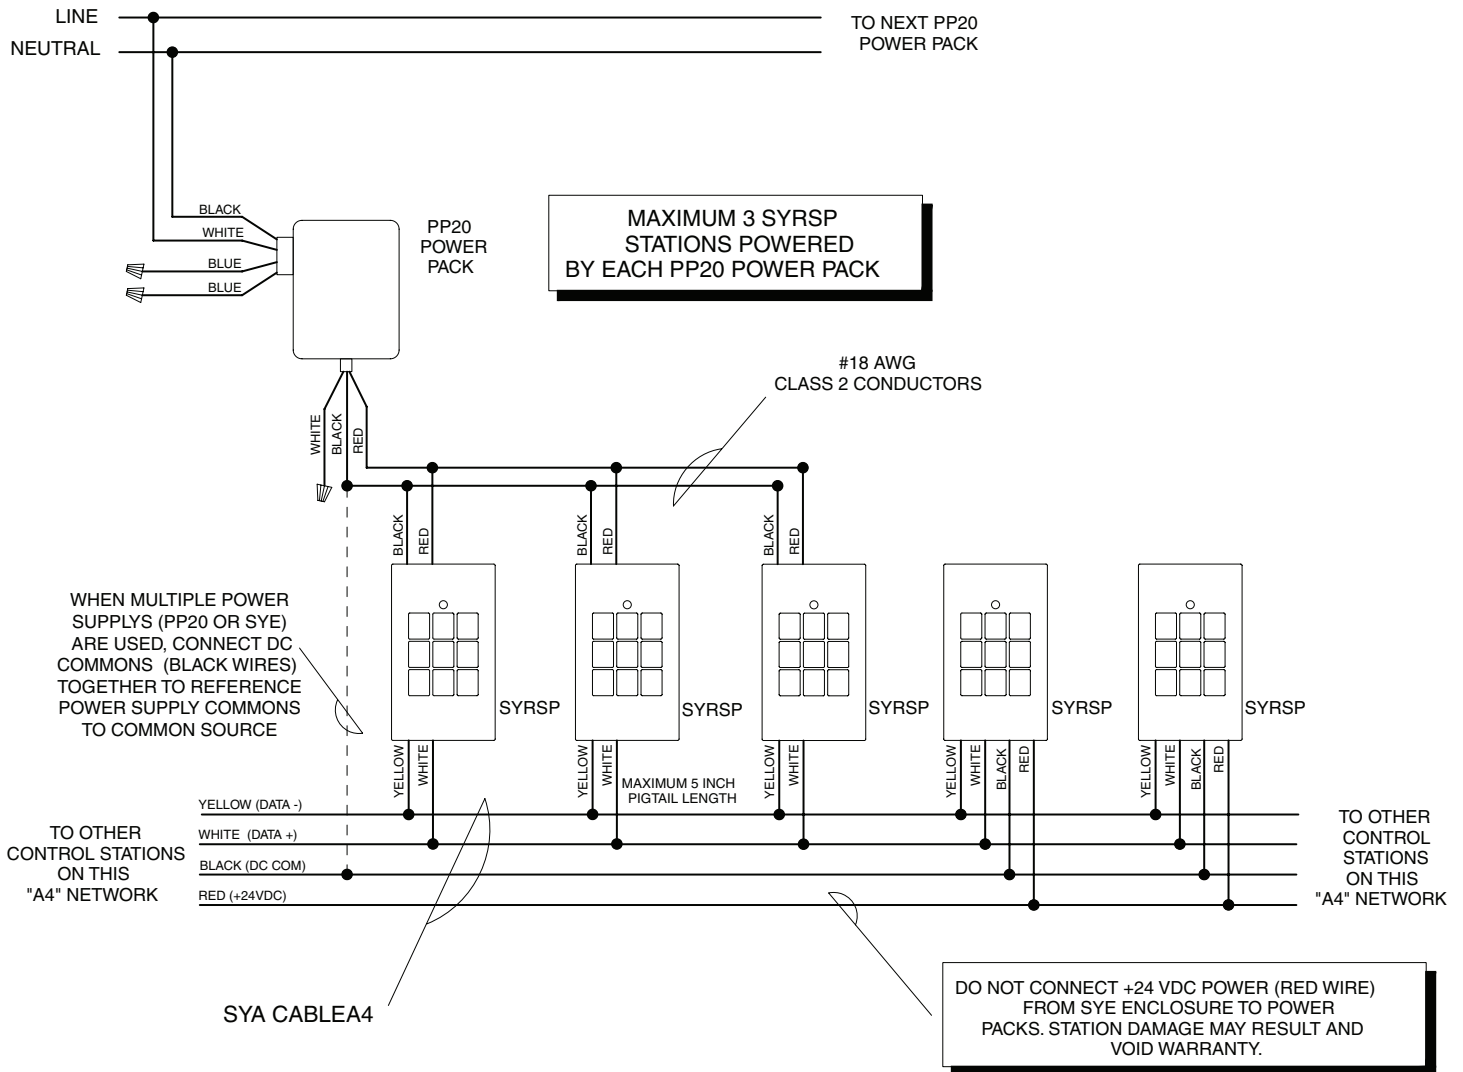 LINE
NEUTRAL
TO NEXT PP20
POWER PACK
BLACK
WHITE
BLUE
BLUE
PP20
POWER
PACK
MAXIMUM 3 SYRSP
STATIONS POWERED
BY EACH PP20 POWER PACK
#18 AWG
CLASS 2 CONDUCTORS
WHITE
BLACK
RED
BLACK
RED
BLACK
RED
BLACK
RED
WHEN MULTIPLE POWER
SUPPLYS (PP20 OR SYE)
ARE USED, CONNECT DC
COMMONS (BLACK WIRES)
TOGETHER TO REFERENCE
POWER SUPPLY COMMONS
TO COMMON SOURCE
SYRSP
SYRSP
SYRSP
SYRSP
SYRSP
YELLOW
WHITE
YELLOW
WHITE
MAXIMUM 5 INCH
PIGTAIL LENGTH
YELLOW
WHITE
YELLOW
WHITE
BLACK
RED
YELLOW
WHITE
BLACK
RED
TO OTHER
CONTROL STATIONS
ON THIS
"A4" NETWORK
YELLOW (DATA -)
WHITE (DATA +)
BLACK (DC COM)
RED (+24VDC)
TO OTHER
CONTROL
STATIONS
ON THIS
"A4" NETWORK
SYA CABLEA4
DO NOT CONNECT +24 VDC POWER (RED WIRE)
FROM SYE ENCLOSURE TO POWER
PACKS. STATION DAMAGE MAY RESULT AND
VOID WARRANTY.